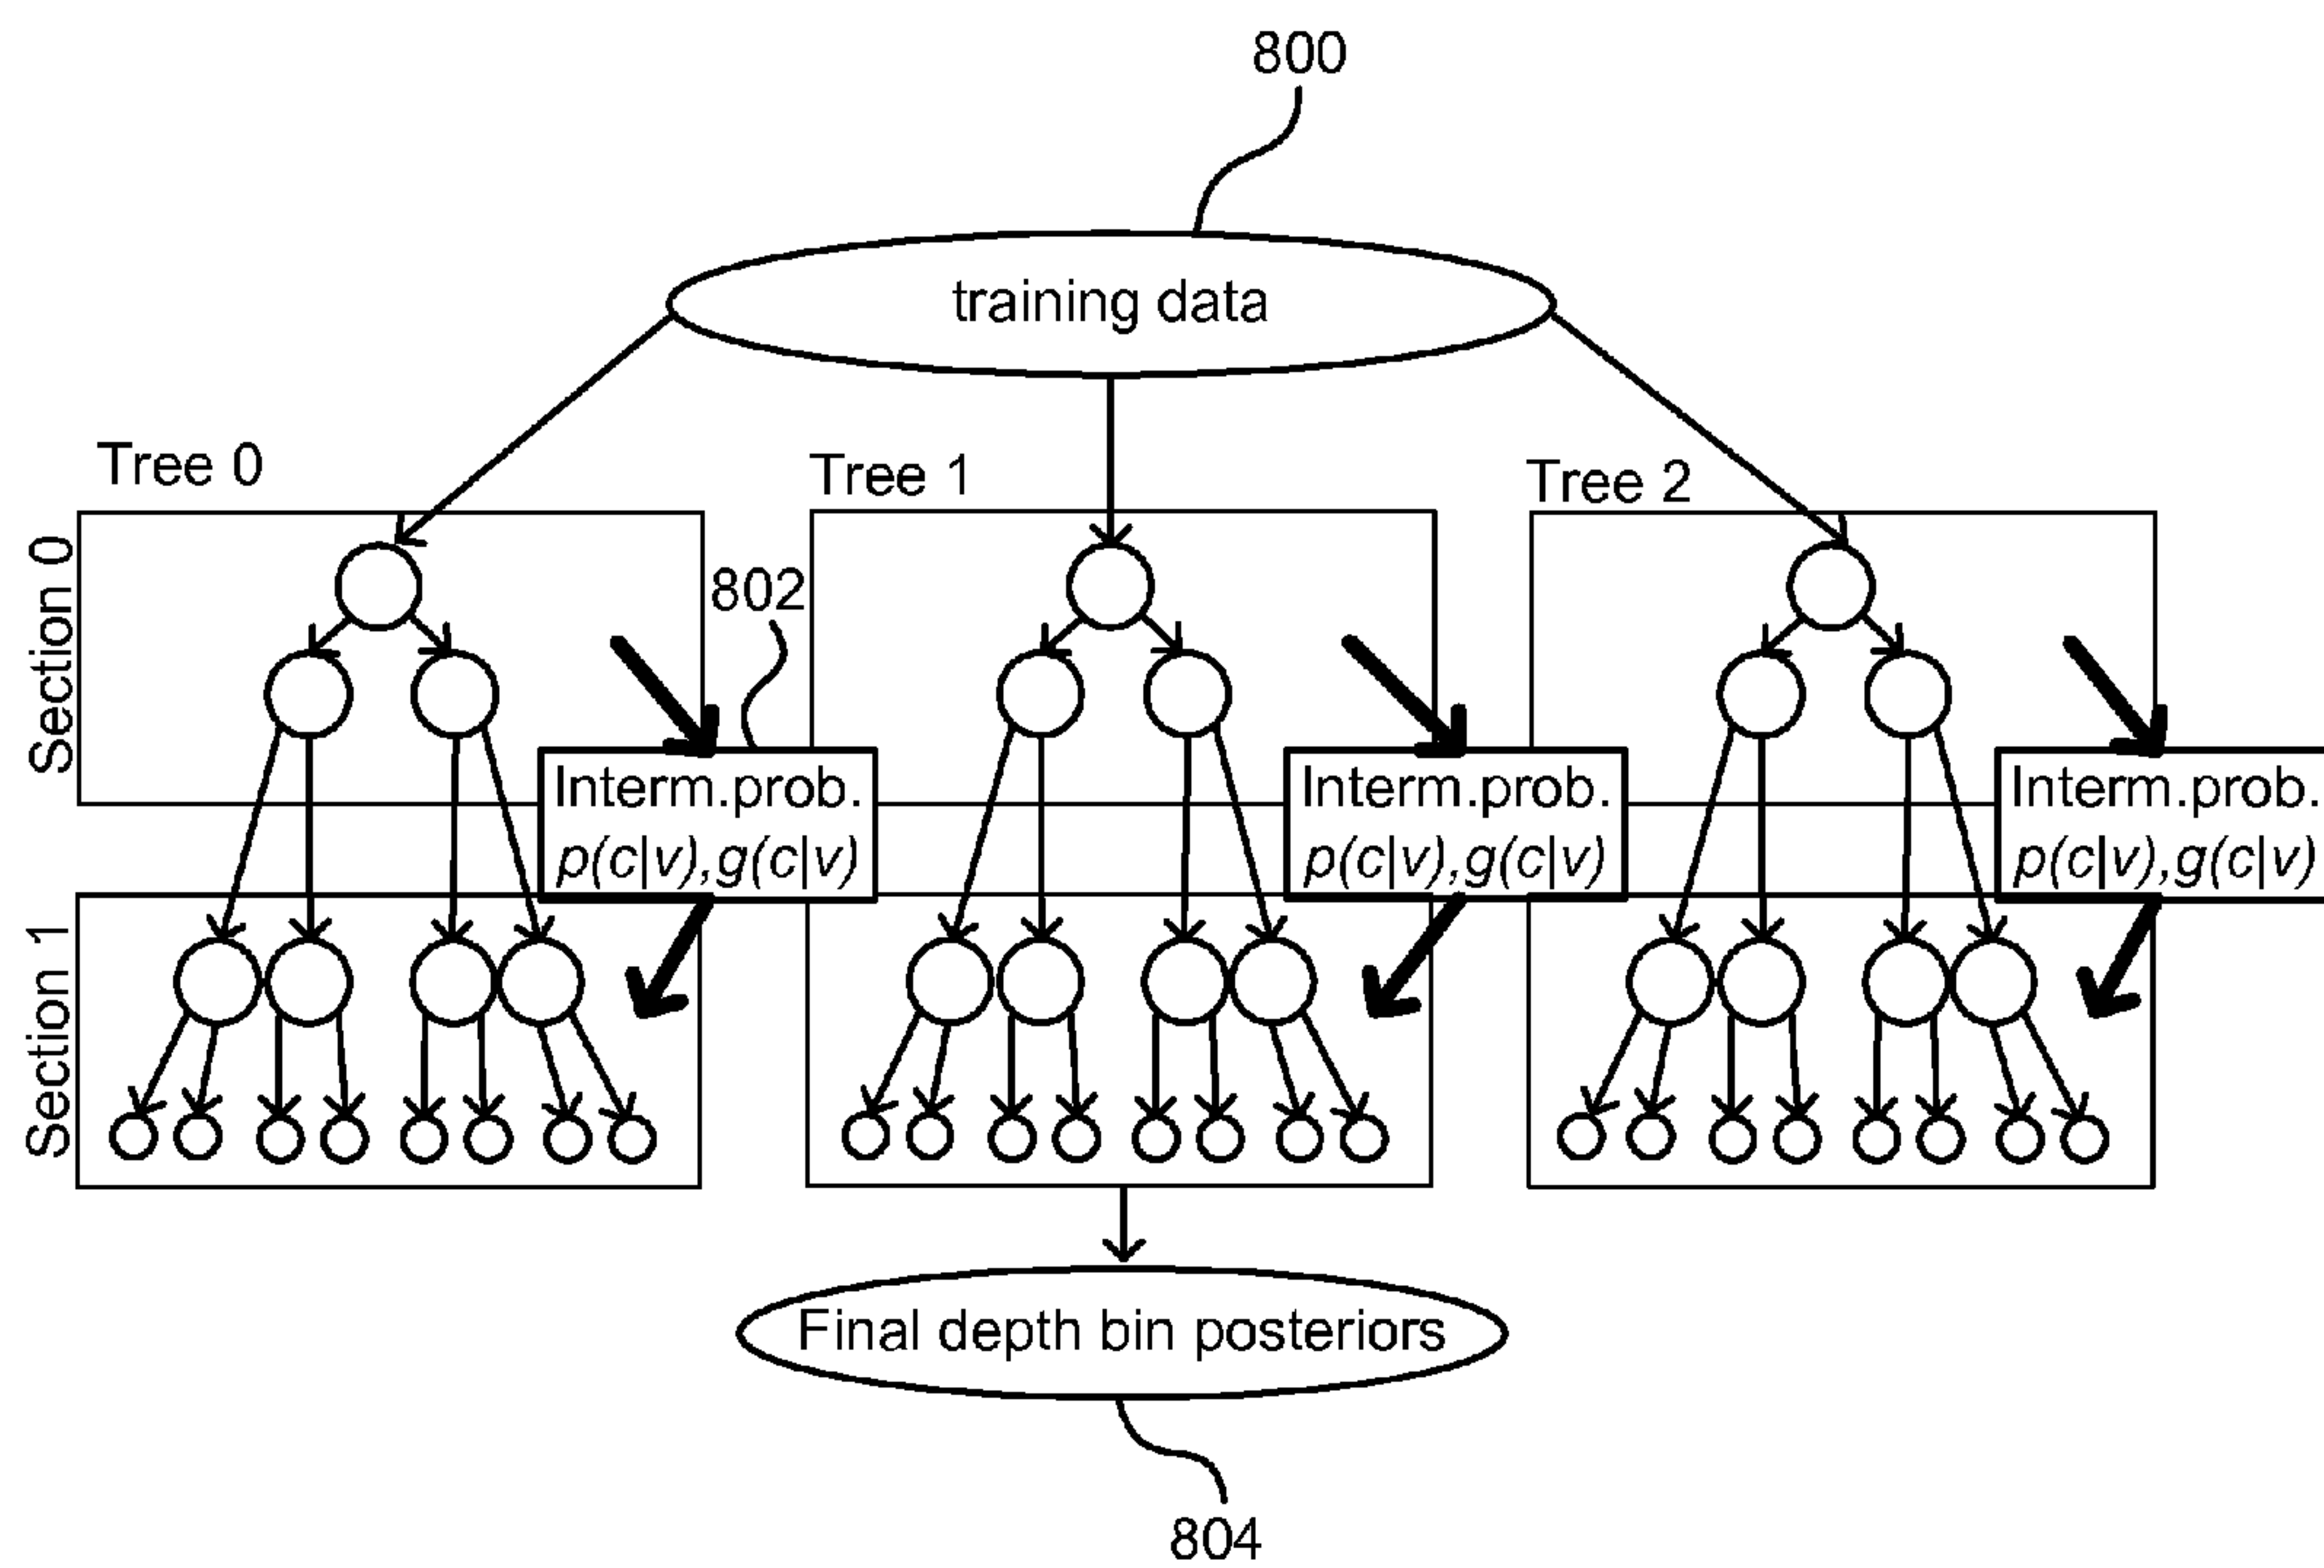 800
training data
Tree 0
Tree 1
Tree 2
Section 0
802
Interm.prob.
p(c|v),g(c|v)
Interm.prob.
p(c|v),g(c|v)
Interm.prob.
p(c|v),g(c|v)
Section 1
Final depth bin posteriors
804